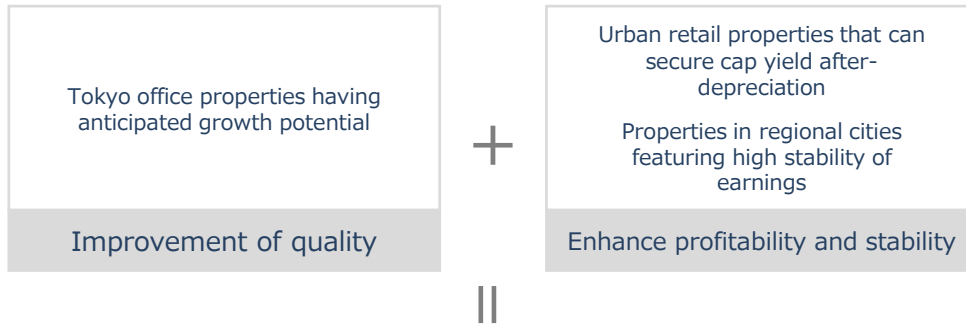 Tokyo office properties having
anticipated growth potential
Improvement of quality
+
Urban retail properties that can
secure cap yield after-
depreciation
Properties in regional cities
featuring high stability of
earnings
Enhance profitability and stability